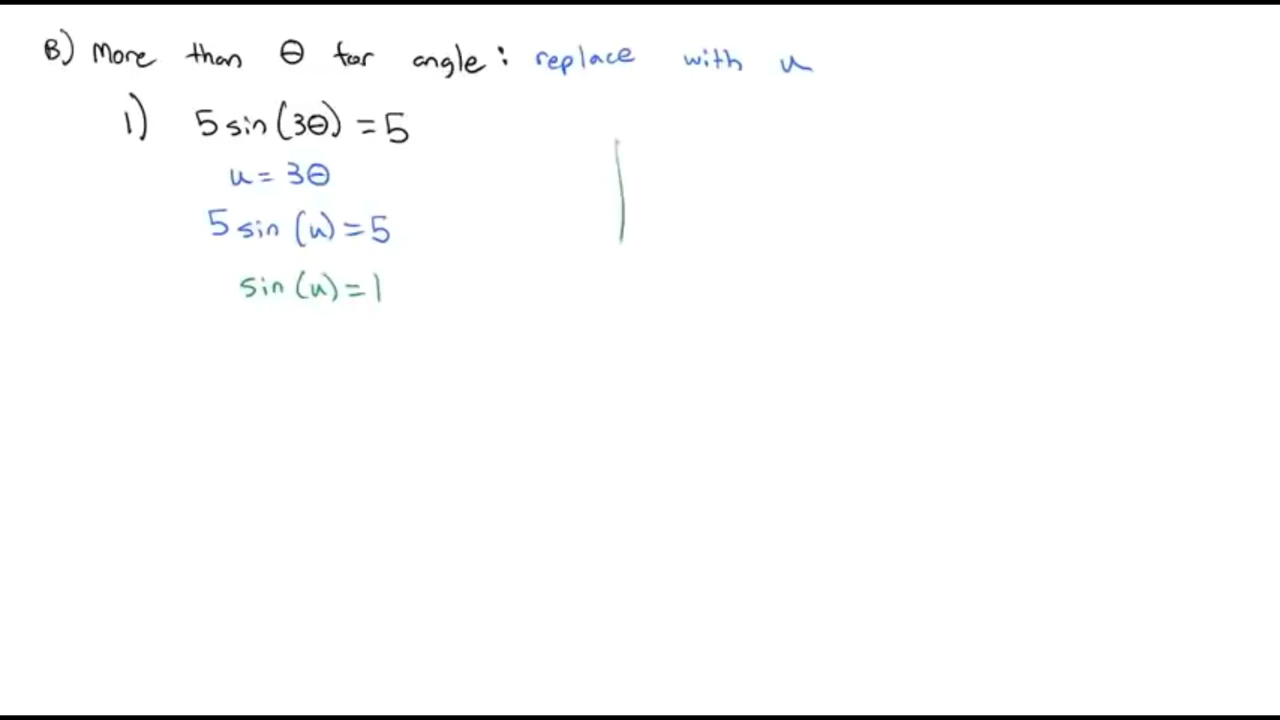 B) More than θ for angle: replace with u
1) 5 sin(3θ) = 5
u = 3θ
5 sin (u) = 5
sin (u) = 1